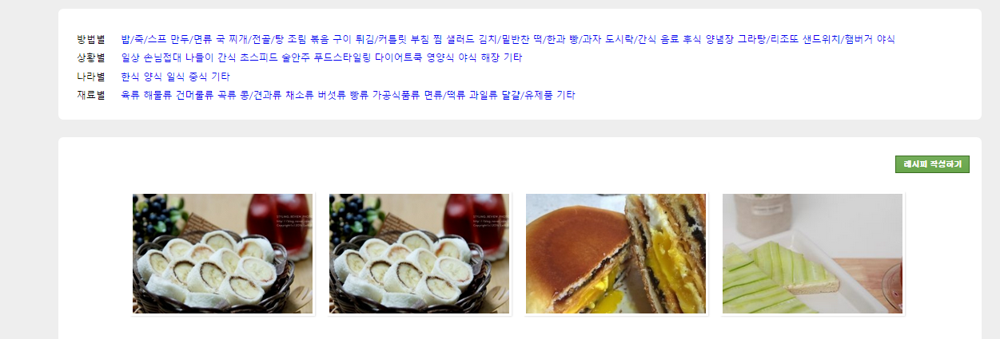 방법별 밥/죽/스프 만두/면류 국 찌개/전골/탕 조림 볶음 구이 튀김/커틀릿 부침 찜 샐러드 김치/밑반찬 떡/한과 빵/과자 도시락/간식 음료 후식 양념장 그라탕/리조또 샌드위치/햄버거 야식
상황별 일상 손님접대 나들이 간식 초스피드 술안주 푸드스타일링 다이어트쿡 영양식 야식 해장 기타
나라별 한식 양식 일식 중식 기타
재료별 육류 해물류 건어물류 곡류 콩/견과류 채소류 버섯류 빵류 가공식품류 면류/떡류 과일류 달걀/유제품 기타
레시피 작성하기